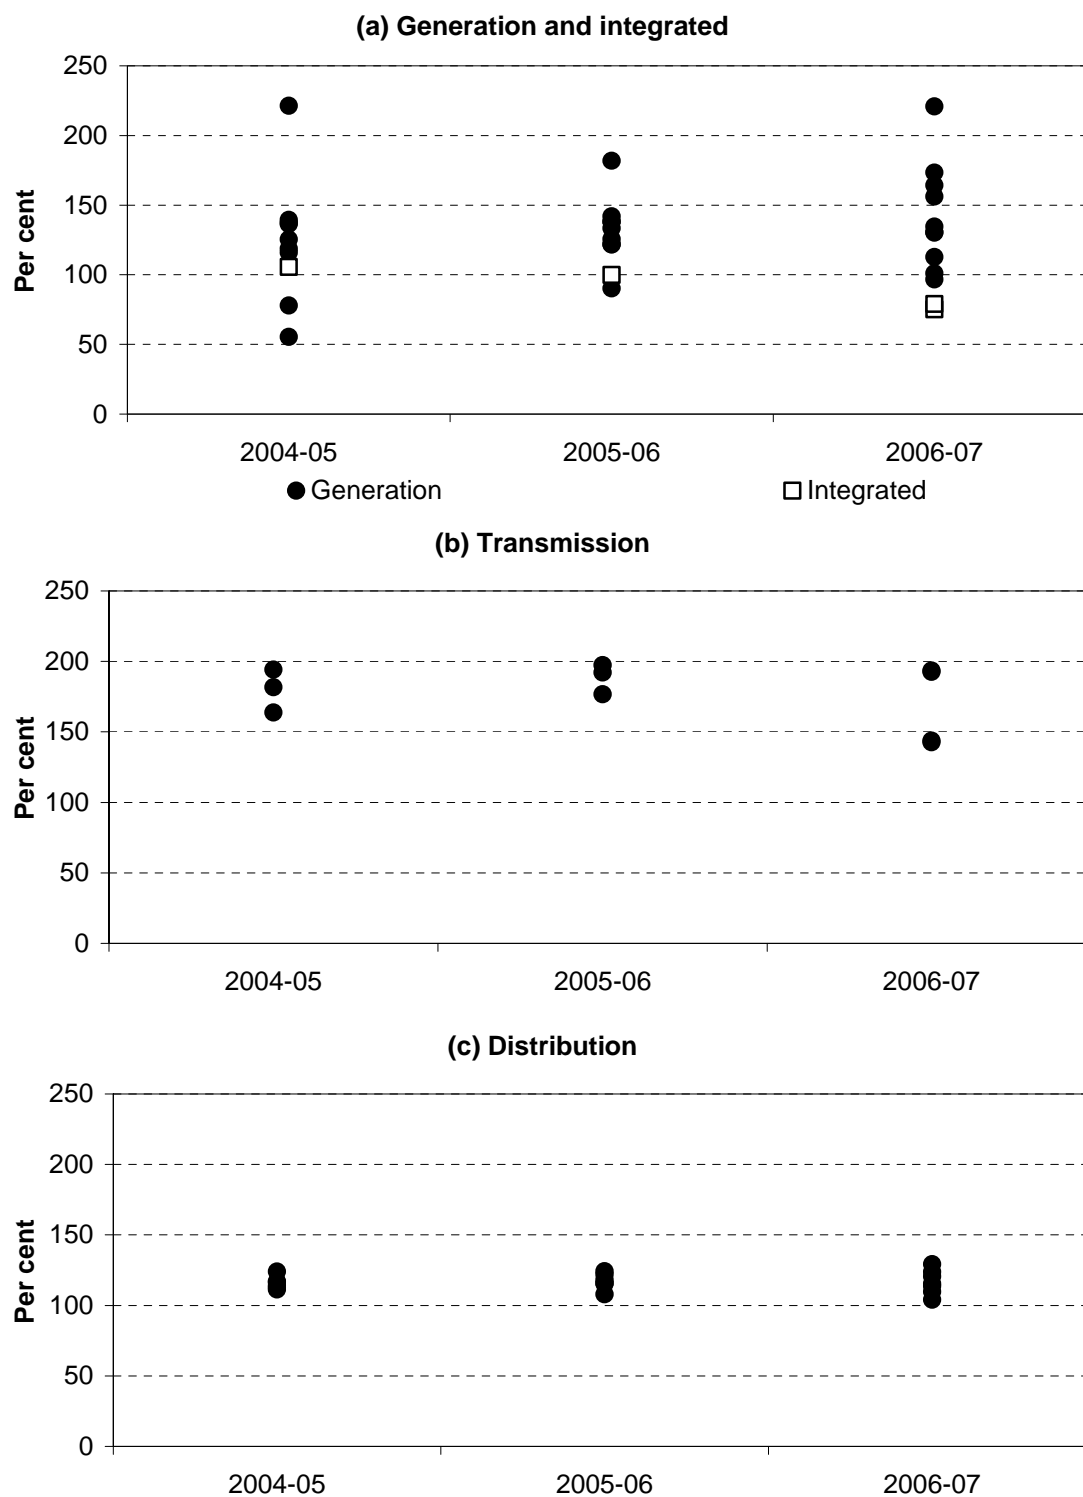 (a) Generation and integrated
250
200
150
100
50
0
Per cent
2004-05 2005-06 2006-07
Generation Integrated
(b) Transmission
250
200
150
100
50
0
Per cent
2004-05 2005-06 2006-07
(c) Distribution
250
200
150
100
50
0
Per cent
2004-05 2005-06 2006-07